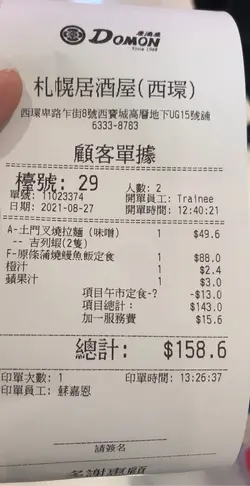 DOMON
Since 1988
札幌居酒屋(西環)
西環卑路乍街8號西寶城高層地下UG15號舖
6333-8783
顧客單據
檯號: 29 人數: 2
單號: T1023374 開單員工: Trainee
日期: 2021-08-27 開單時間: 12:40:21
A-土門叉燒拉麵 (味噌) 1 $49.6
-- 吉列蝦(2隻)
F-原條蒲燒鰻魚飯定食 1 $88.0
橙汁 1 $2.4
蘋果汁 1 $3.0
項目午市定食-? -$13.0
項目總計: $143.0
加一服務費 $15.6
總計: $158.6
印單次數: 1 印單時間: 13:26:37
印單員工: 蘇嘉恩
請簽名
多謝惠顧